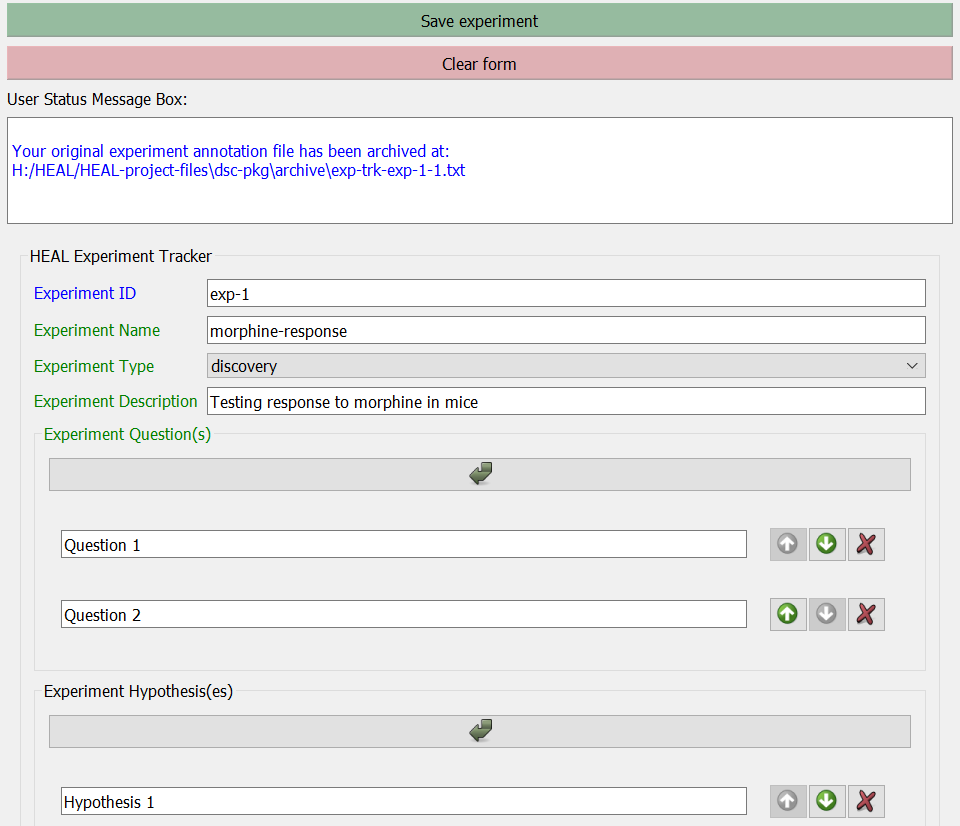 Save experiment
Clear form
User Status Message Box:
Your original experiment annotation file has been archived at:
H:/HEAL/HEAL-project-files\dsc-pkg\archive\exp-trk-exp-1-1.txt
HEAL Experiment Tracker
Experiment ID exp-1
Experiment Name morphine-response
Experiment Type discovery
Experiment Description Testing response to morphine in mice
Experiment Question(s)
Question 1
Question 2
Experiment Hypothesis(es)
Hypothesis 1